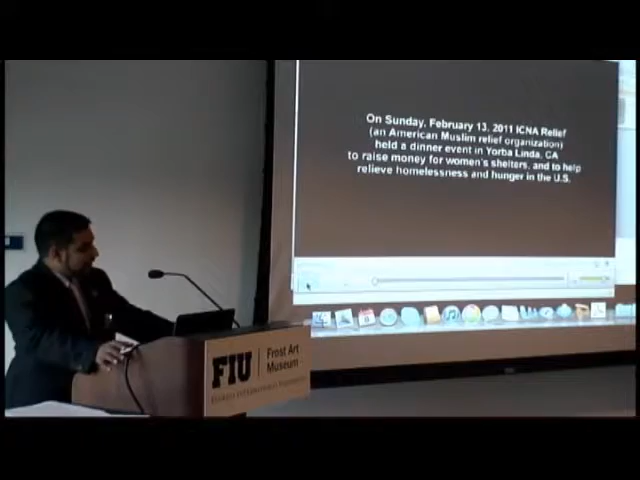 On Sunday, February 13, 2011 ICNA Relief
(an American Muslim relief organization)
held a dinner event in Yorba Linda, CA
to raise money for women's shelters, and to help
relieve homelessness and hunger in the U.S.
FIU
Frost Art
Museum